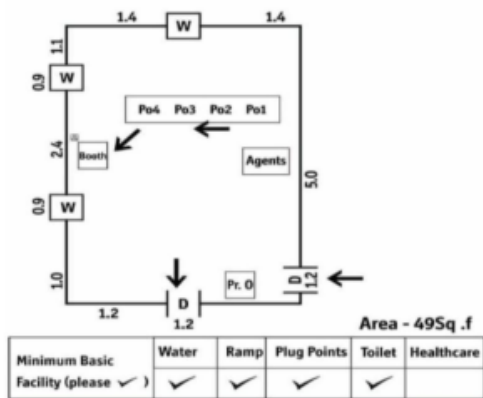 1.4 W 1.4
1.1
0.9 W
Po4 Po3 Po2 Po1
2.4
Booth
Agents
5.0
0.9 W
1.0
Pr. O
D
1.2
1.2
D
1.2
Area - 49Sq .f
Minimum Basic Facility (please ✓ )
Water Ramp Plug Points Toilet Healthcare
✓ ✓ ✓ ✓